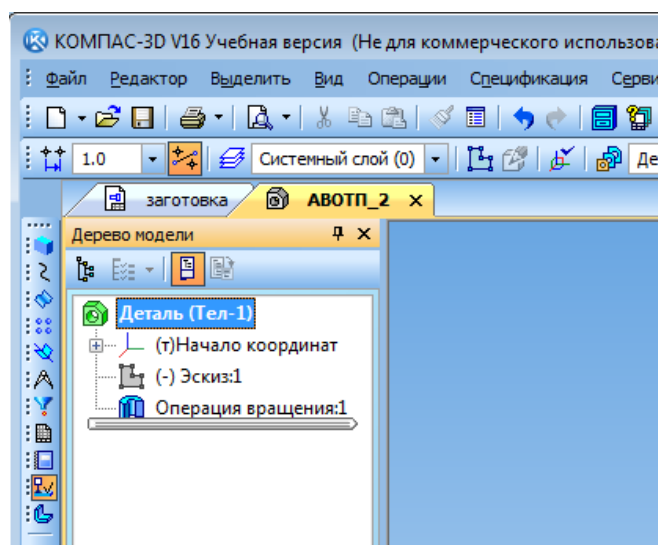 КОМПАС-3D V16 Учебная версия (Не для коммерческого использова
Файл Редактор Выделить Вид Операции Спецификация Серви
1.0 Системный слой (0) Де
заготовка АВОТП_2
Дерево модели
Деталь (Тел-1)
(т)Начало координат
(-) Эскиз:1
Операция вращения:1